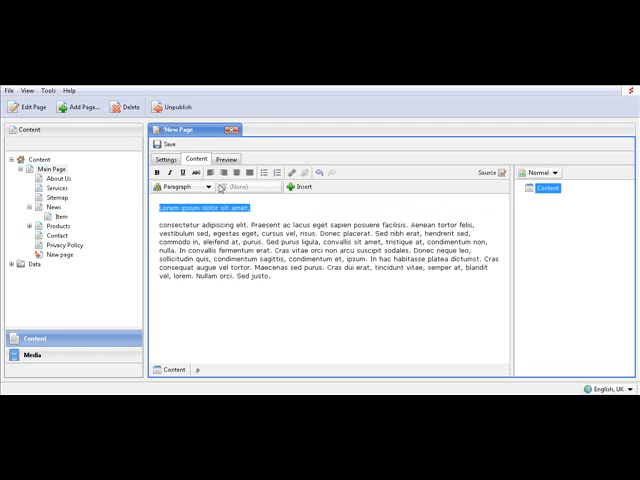 File View Tools Help
Edit Page Add Page... Delete Unpublish
Content
*New Page
Save
Settings Content Preview
B I U ABC Source
Normal
Paragraph (None) Insert
Content
Content
Main Page
About Us
Services
Sitemap
News
Item
Products
Contact
Privacy Policy
New page
Data
Lorem ipsum dolor sit amet,
consectetur adipiscing elit. Praesent ac lacus eget sapien posuere facilisis. Aenean tortor felis,
vestibulum sed, egestas eget, cursus vel, risus. Donec placerat. Sed nibh erat, hendrerit sed,
commodo in, eleifend at, purus. Sed purus ligula, convallis sit amet, tristique at, condimentum non,
nulla. In convallis fermentum erat. Cras vitae orci non arcu suscipit sodales. Donec neque leo,
sollicitudin quis, condimentum sagittis, condimentum et, ipsum. In hac habitasse platea dictumst. Cras
consequat augue vel tortor. Maecenas sed purus. Cras dui erat, tincidunt vitae, semper at, blandit
vel, lorem. Nullam orci. Sed justo.
Content
Media
Content p
English, UK